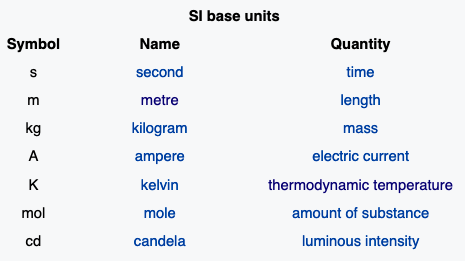 SI base units
Symbol Name Quantity
s second time
m metre length
kg kilogram mass
A ampere electric current
K kelvin thermodynamic temperature
mol mole amount of substance
cd candela luminous intensity